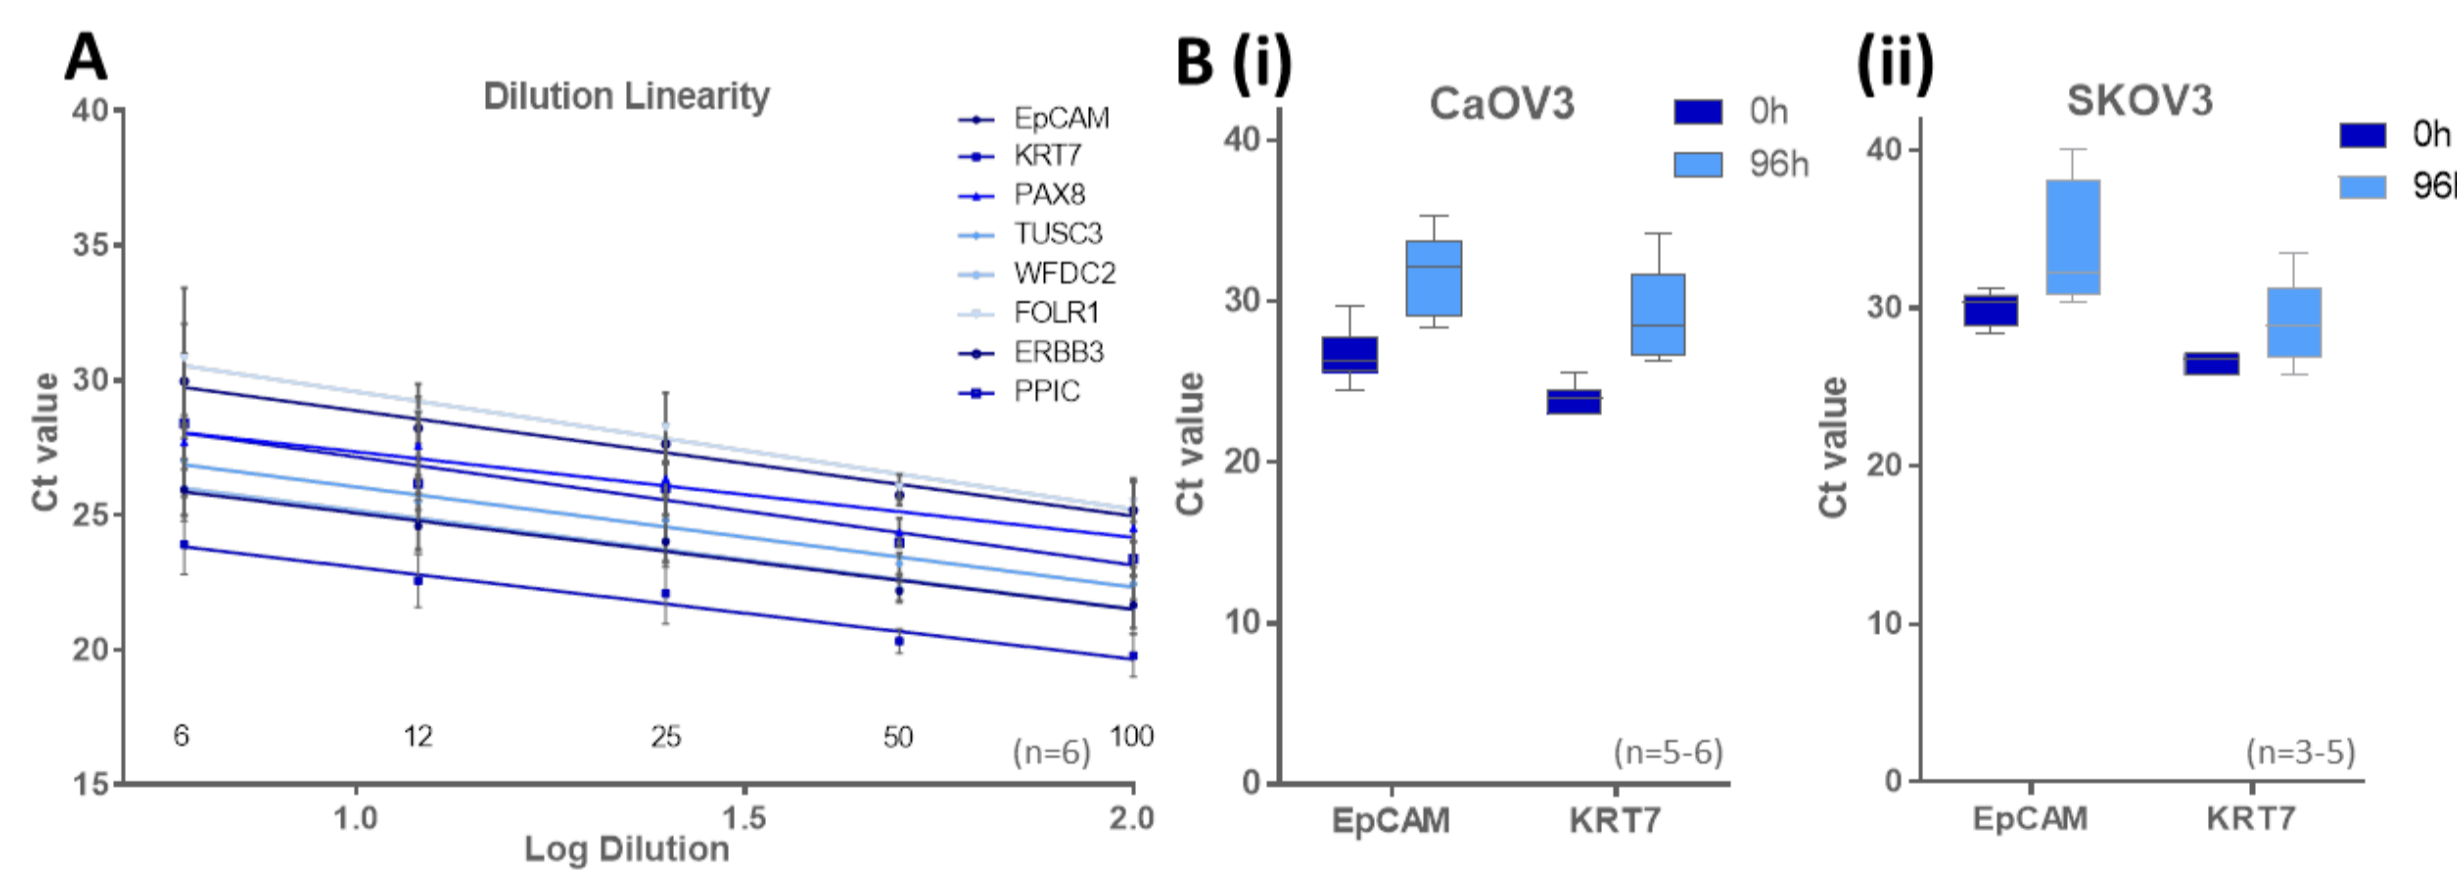 A
Dilution Linearity
40
35
30
25
20
15
Ct value
EpCAM
KRT7
PAX8
TUSC3
WFDC2
FOLR1
ERBB3
PPIC
6 12 25 50 (n=6) 100
1.0 1.5 2.0
Log Dilution
B (i)
CaOV3
0h
96h
40
30
20
10
0
Ct value
(n=5-6)
EpCAM KRT7
(ii)
SKOV3
0h
96h
40
30
20
10
0
Ct value
(n=3-5)
EpCAM KRT7